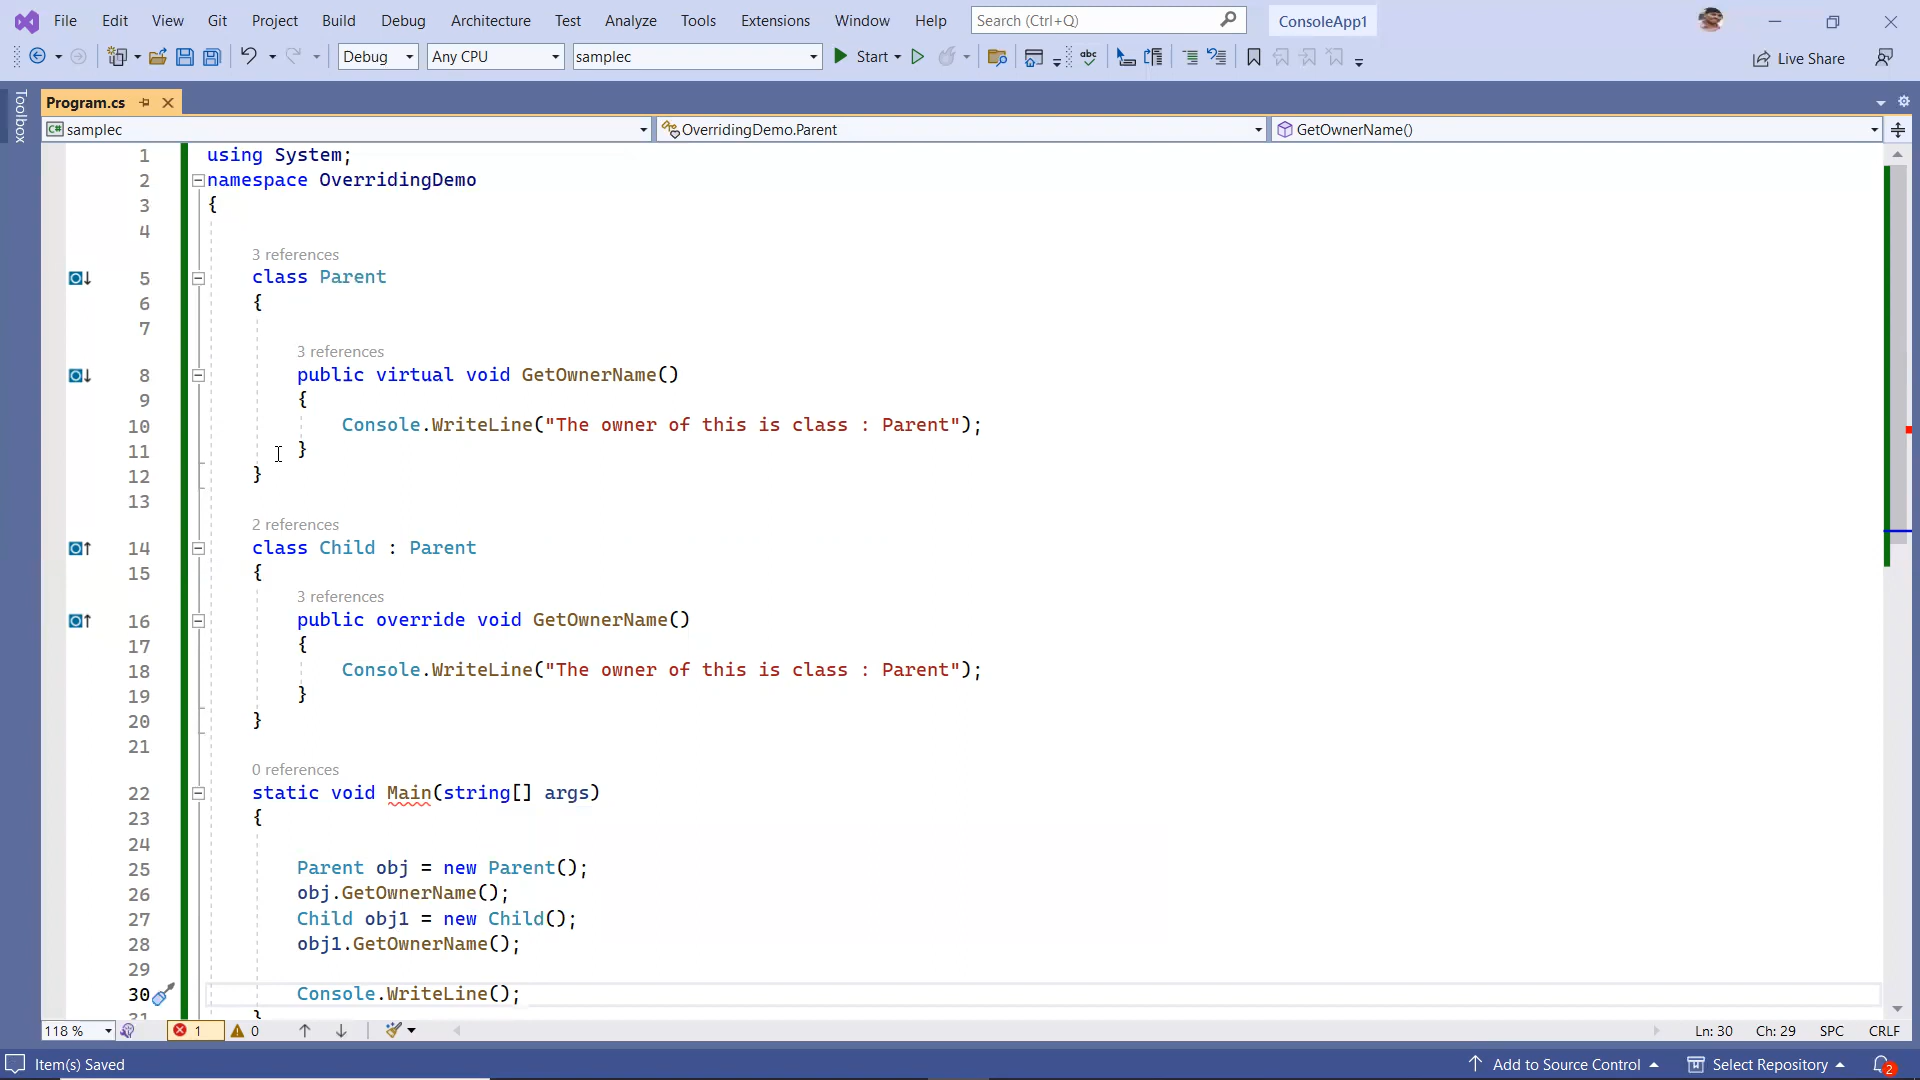 File Edit View Git Project Build Debug Architecture Test Analyze Tools Extensions Window Help Search (Ctrl+Q) ConsoleApp1
Debug Any CPU samplec Start Live Share
Toolbox
Program.cs
samplec OverridingDemo.Parent GetOwnerName()
1 using System;
2 namespace OverridingDemo
3 {
4
3 references
5 class Parent
6 {
7
3 references
8 public virtual void GetOwnerName()
9 {
10 Console.WriteLine("The owner of this is class : Parent");
11 }
12 }
13
2 references
14 class Child : Parent
15 {
3 references
16 public override void GetOwnerName()
17 {
18 Console.WriteLine("The owner of this is class : Parent");
19 }
20 }
21
0 references
22 static void Main(string[] args)
23 {
24
25 Parent obj = new Parent();
26 obj.GetOwnerName();
27 Child obj1 = new Child();
28 obj1.GetOwnerName();
29
30 Console.WriteLine();
31 }
118 % 1 0 Ln: 30 Ch: 29 SPC CRLF
Item(s) Saved Add to Source Control Select Repository 2